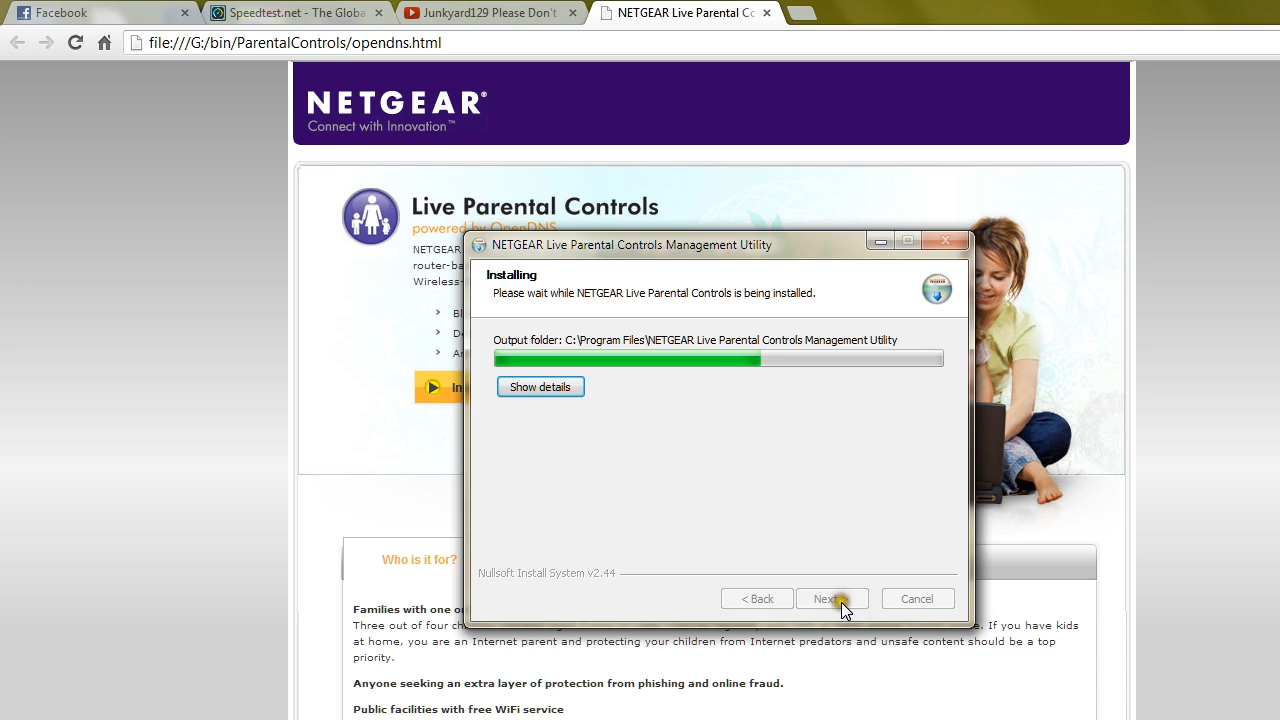 Facebook
Speedtest.net - The Globa
Junkyard129 Please Don't
NETGEAR Live Parental Co
file:///G:/bin/ParentalControls/opendns.html
NETGEAR®
Connect with Innovation™
Live Parental Controls
powered by OpenDNS
NETGEAR
router-ba
Wireless-
NETGEAR Live Parental Controls Management Utility
Installing
Please wait while NETGEAR Live Parental Controls is being installed.
Output folder: C:\Program Files\NETGEAR Live Parental Controls Management Utility
Show details
Nullsoft Install System v2.44
< Back
Next
Cancel
Who is it for?
Families with one o
Three out of four ch
e. If you have kids
at home, you are an Internet parent and protecting your children from Internet predators and unsafe content should be a top
priority.
Anyone seeking an extra layer of protection from phishing and online fraud.
Public facilities with free WiFi service